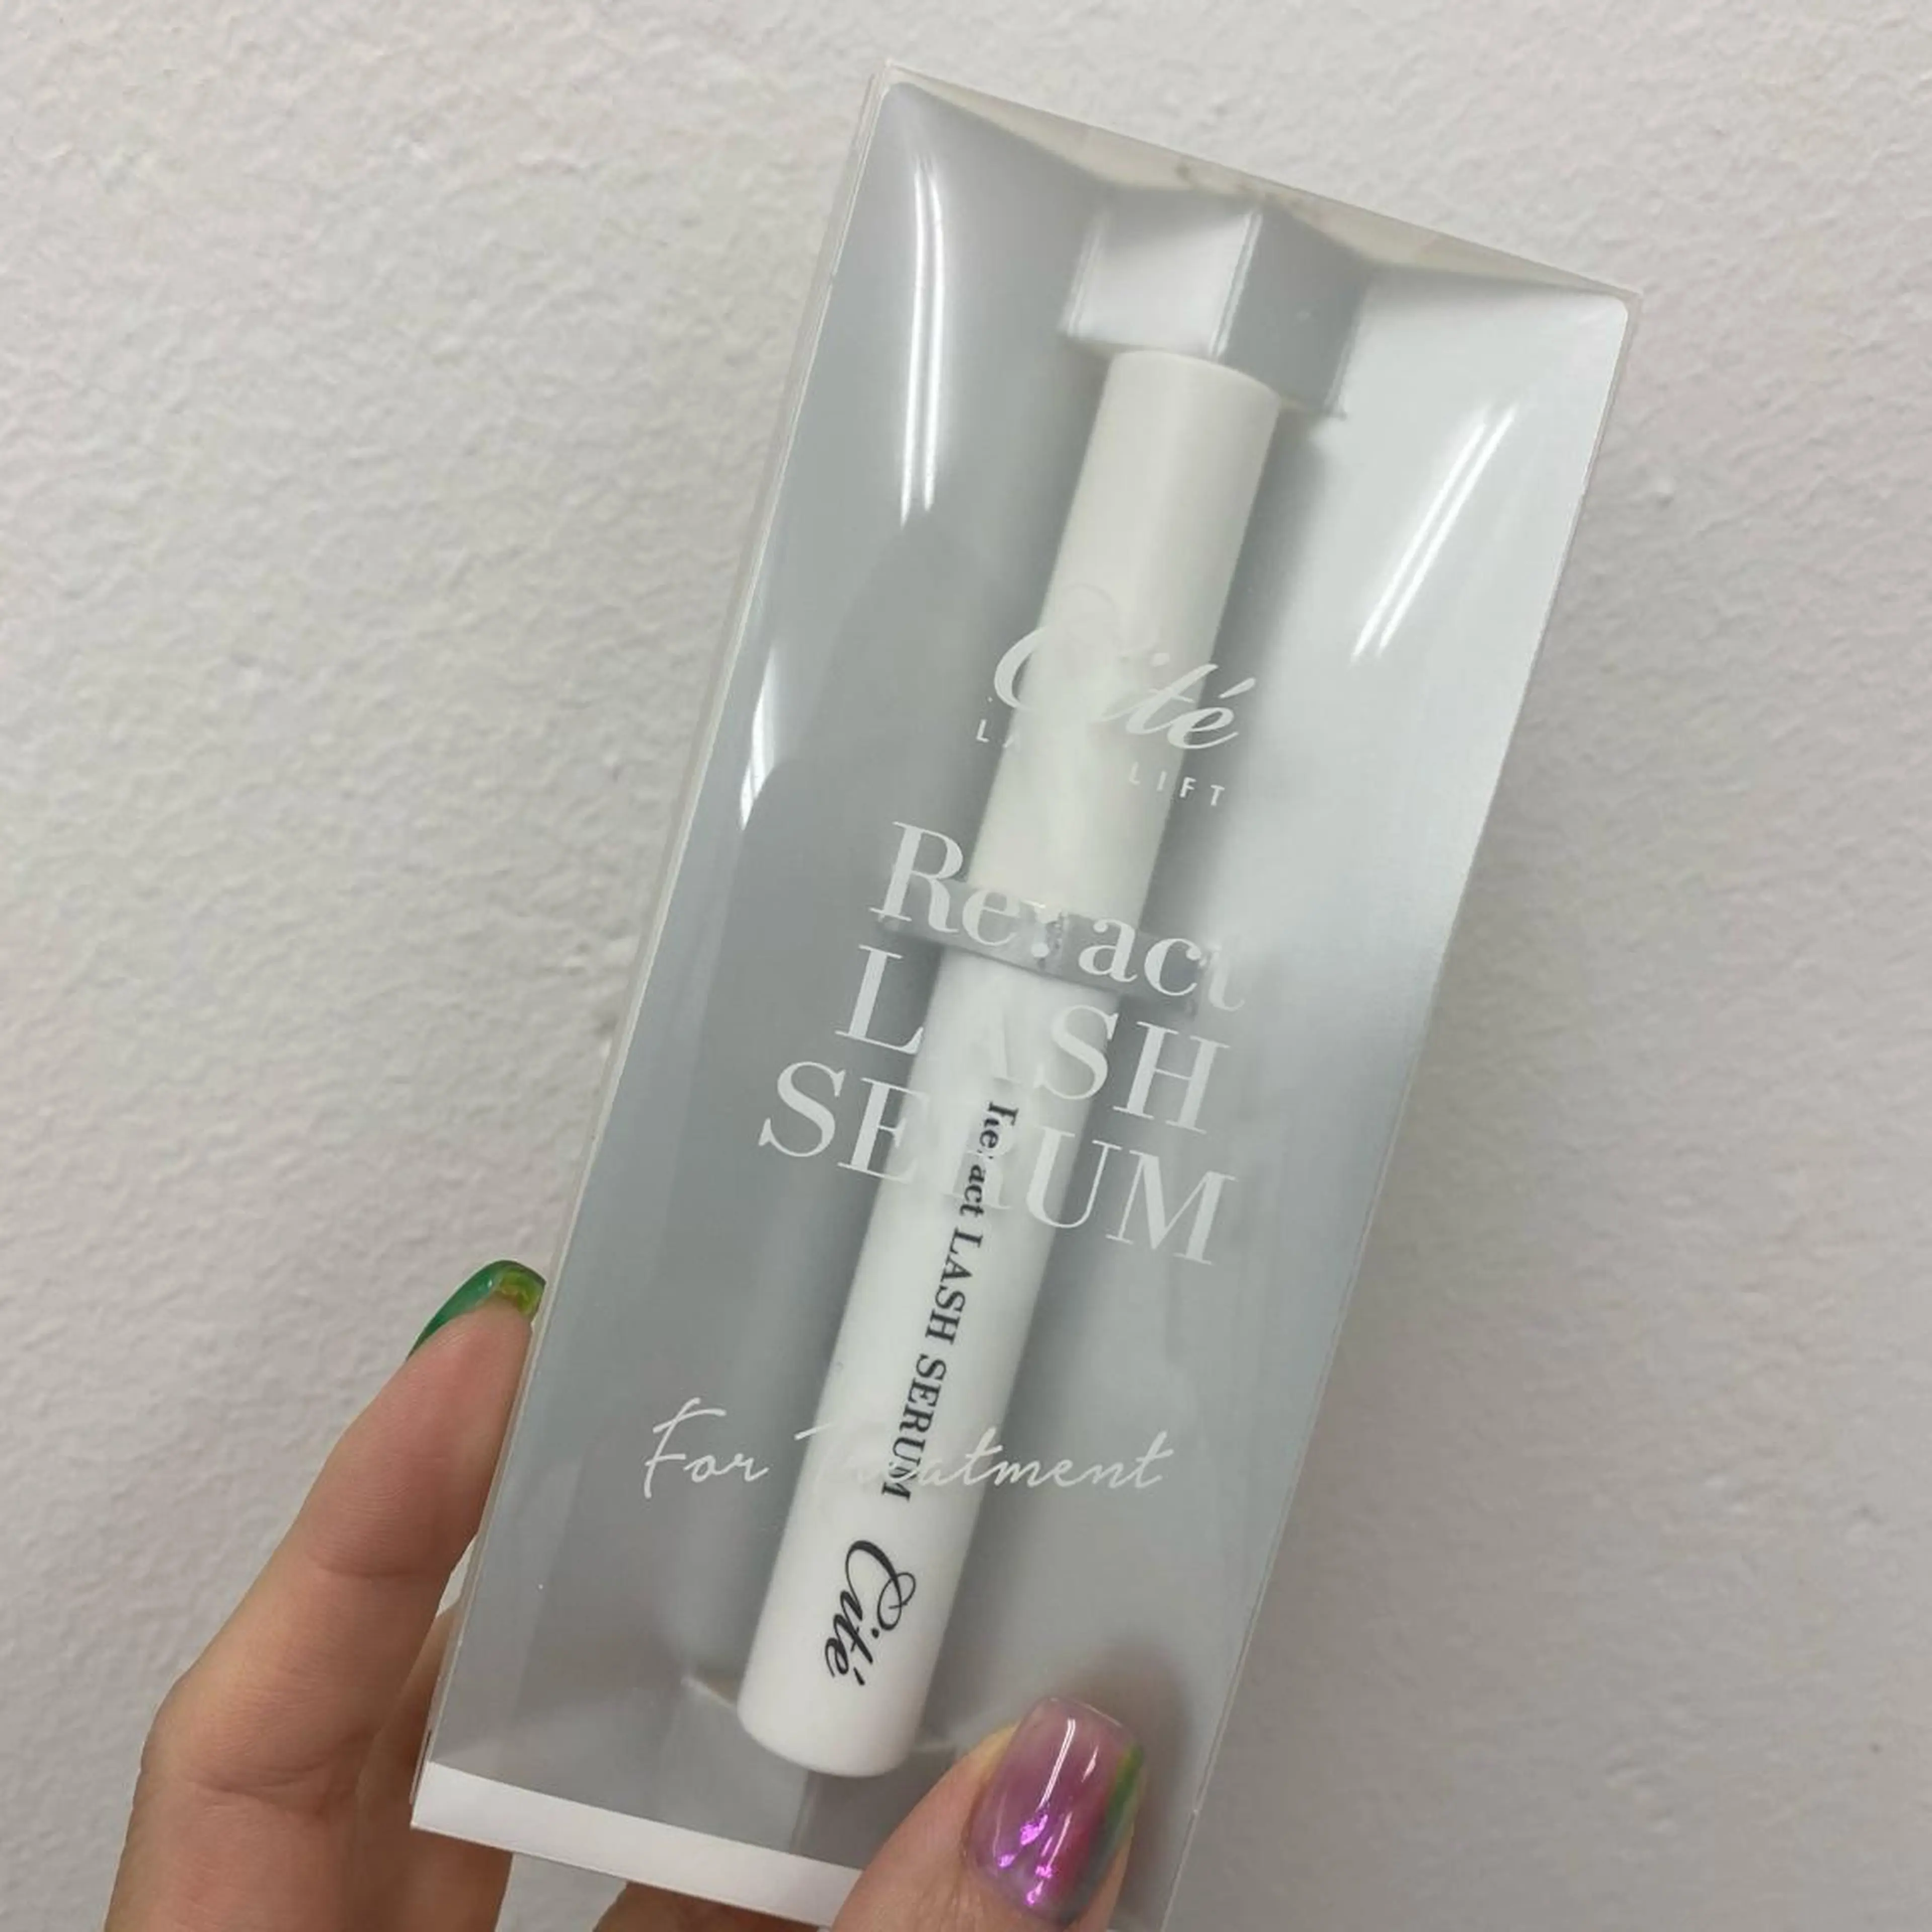 Cité
LASH LIFT
Re:act
LASH
SERUM
For Treatment
Re:act LASH SERUM Cité